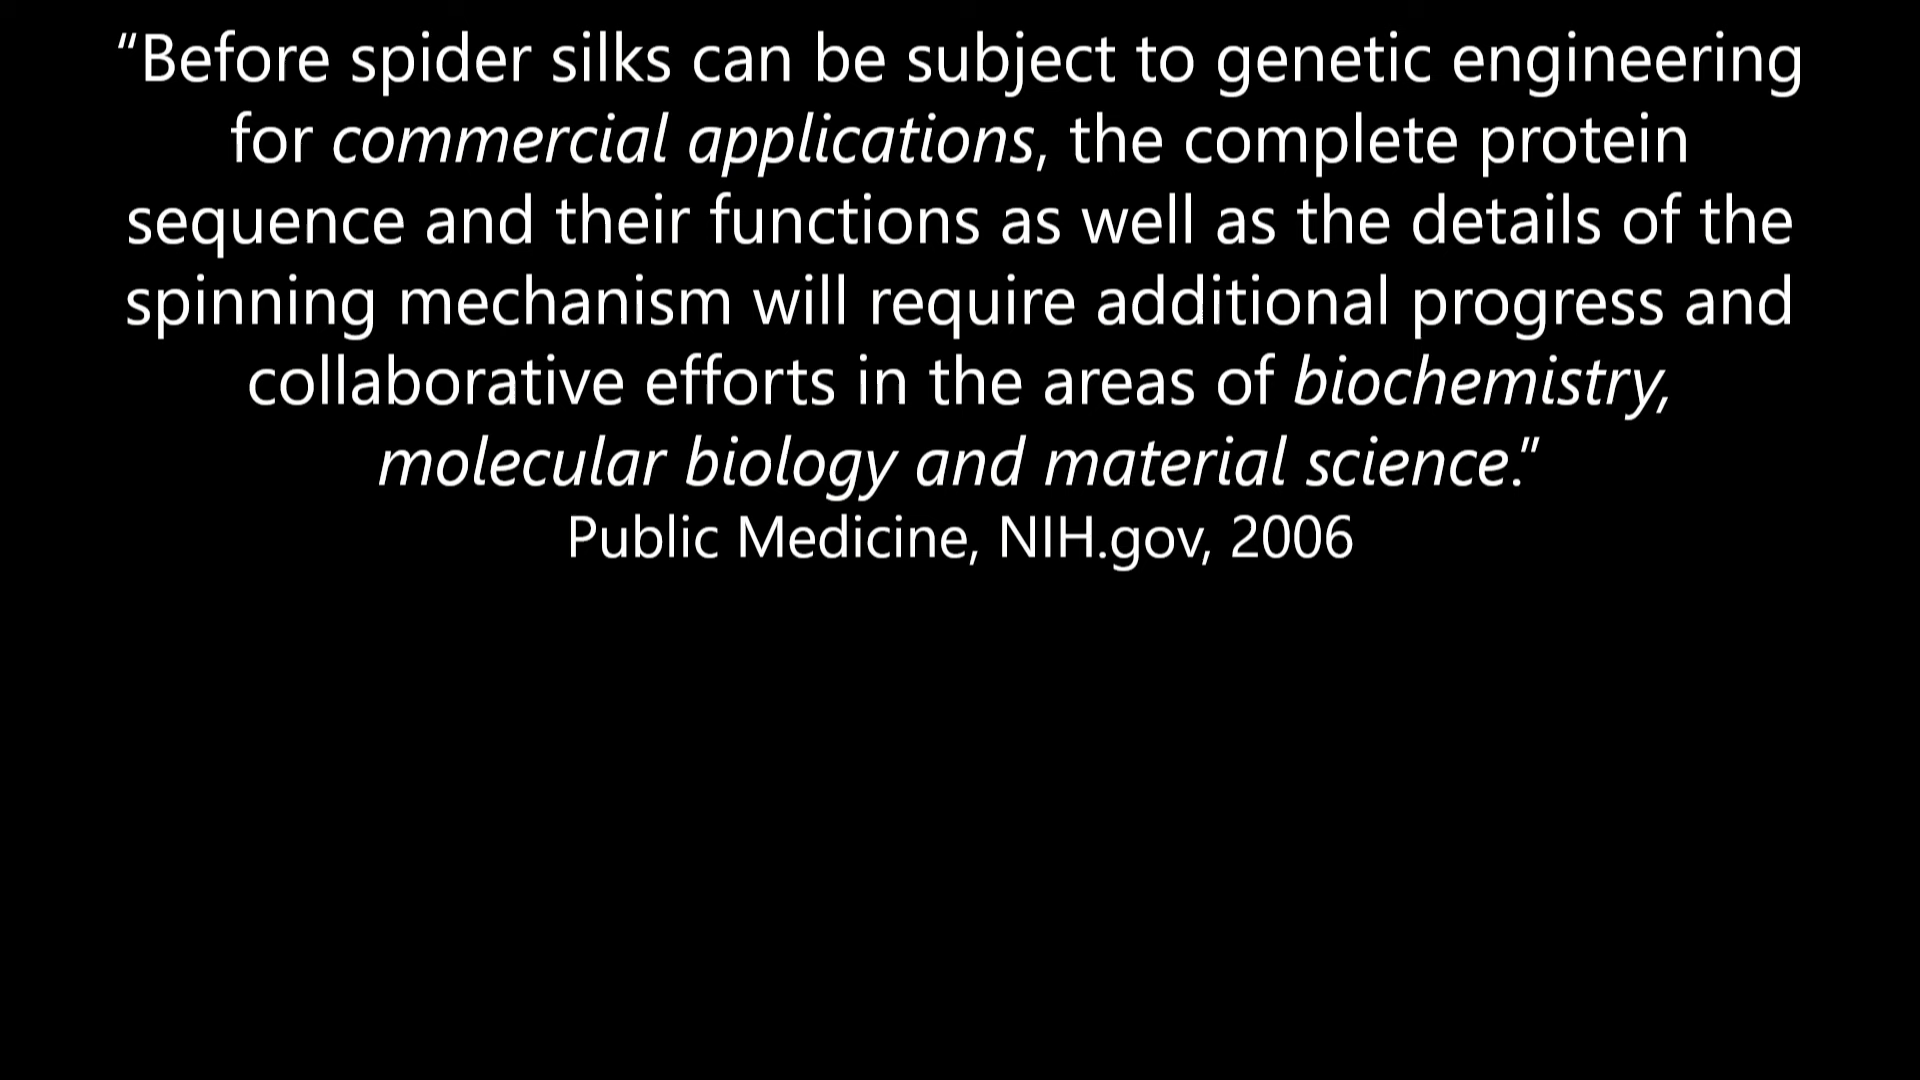 “Before spider silks can be subject to genetic engineering
for commercial applications, the complete protein
sequence and their functions as well as the details of the
spinning mechanism will require additional progress and
collaborative efforts in the areas of biochemistry,
molecular biology and material science.”
Public Medicine, NIH.gov, 2006